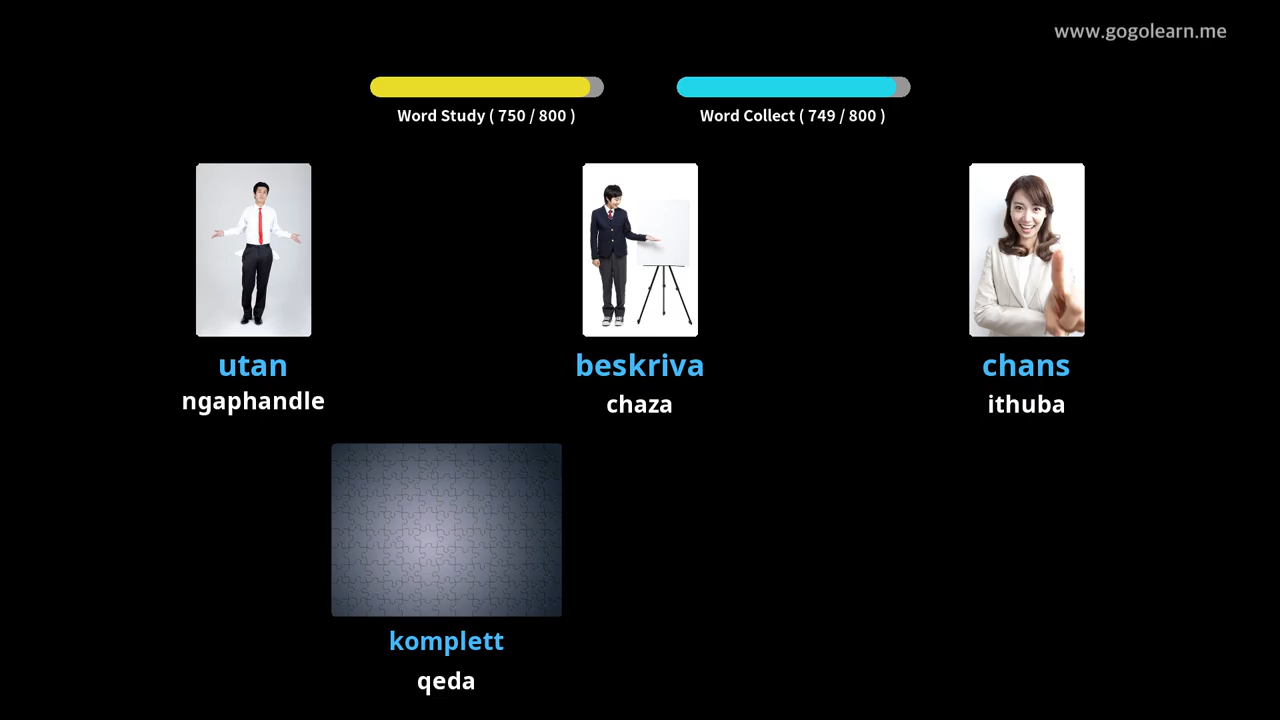 www.gogolearn.me
Word Study ( 750 / 800 )
Word Collect ( 749 / 800 )
utan
ngaphandle
beskriva
chaza
chans
ithuba
komplett
qeda